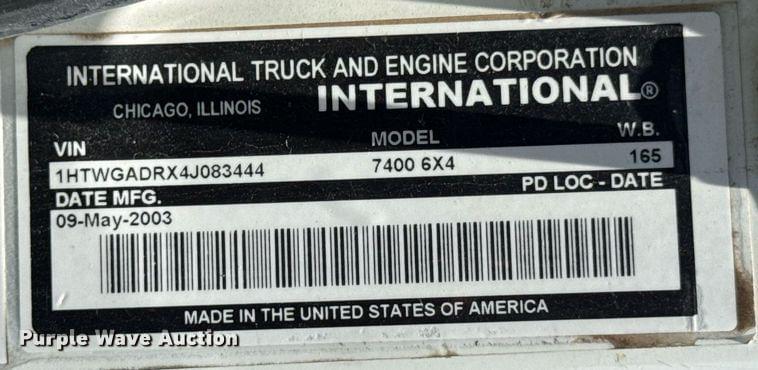 INTERNATIONAL TRUCK AND ENGINE CORPORATION
CHICAGO, ILLINOIS INTERNATIONAL®
VIN MODEL W.B.
1HTWGADRX4J083444 7400 6X4 165
DATE MFG. PD LOC - DATE
09-May-2003
MADE IN THE UNITED STATES OF AMERICA
Purple Wave Auction